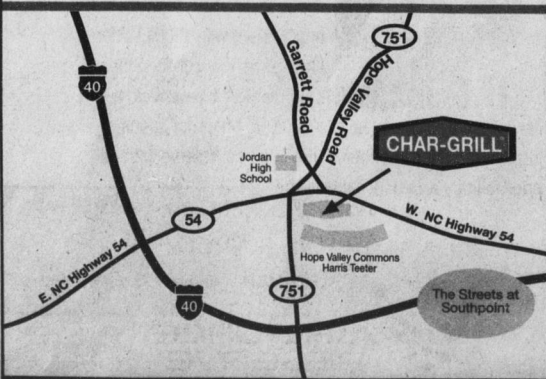 751
Garrett Road
Hope Valley Road
40
CHAR-GRILL
Jordan
High
School
54
W. NC Highway 54
E. NC Highway 54
Hope Valley Commons
Harris Teeter
751
40
The Streets at
Southpoint